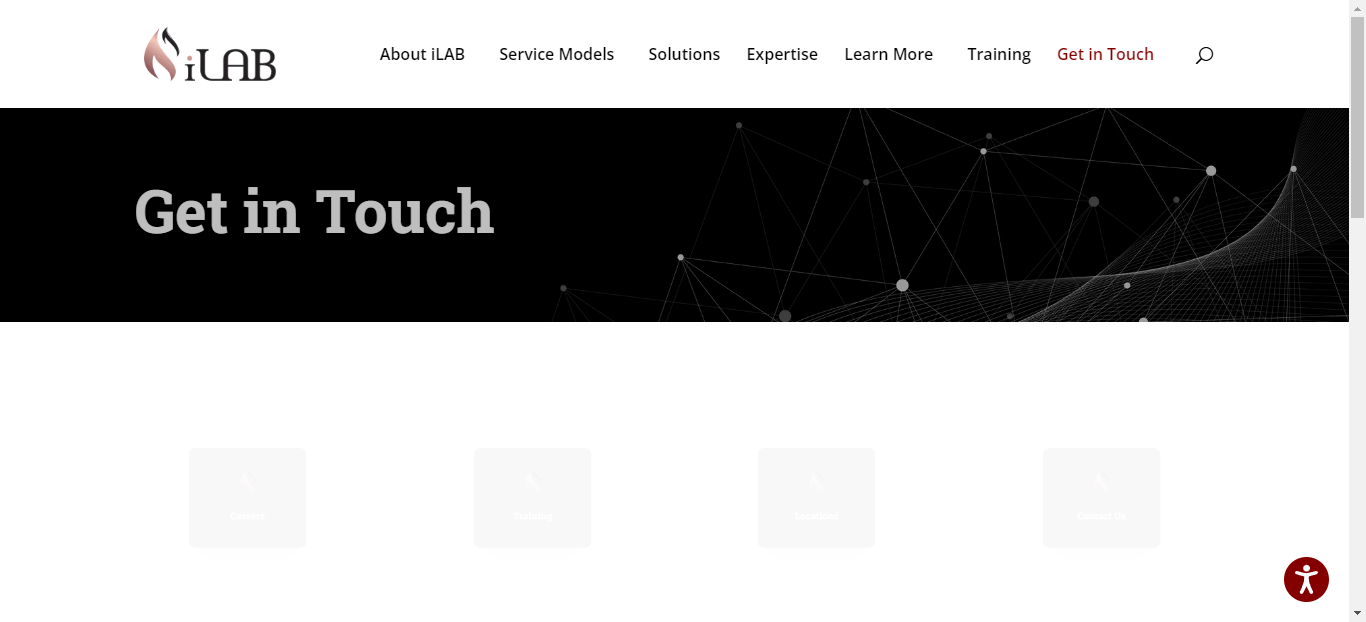 iLAB
About iLAB
Service Models
Solutions
Expertise
Learn More
Training
Get in Touch
Get in Touch
Careers
Training
Locations
Contact Us